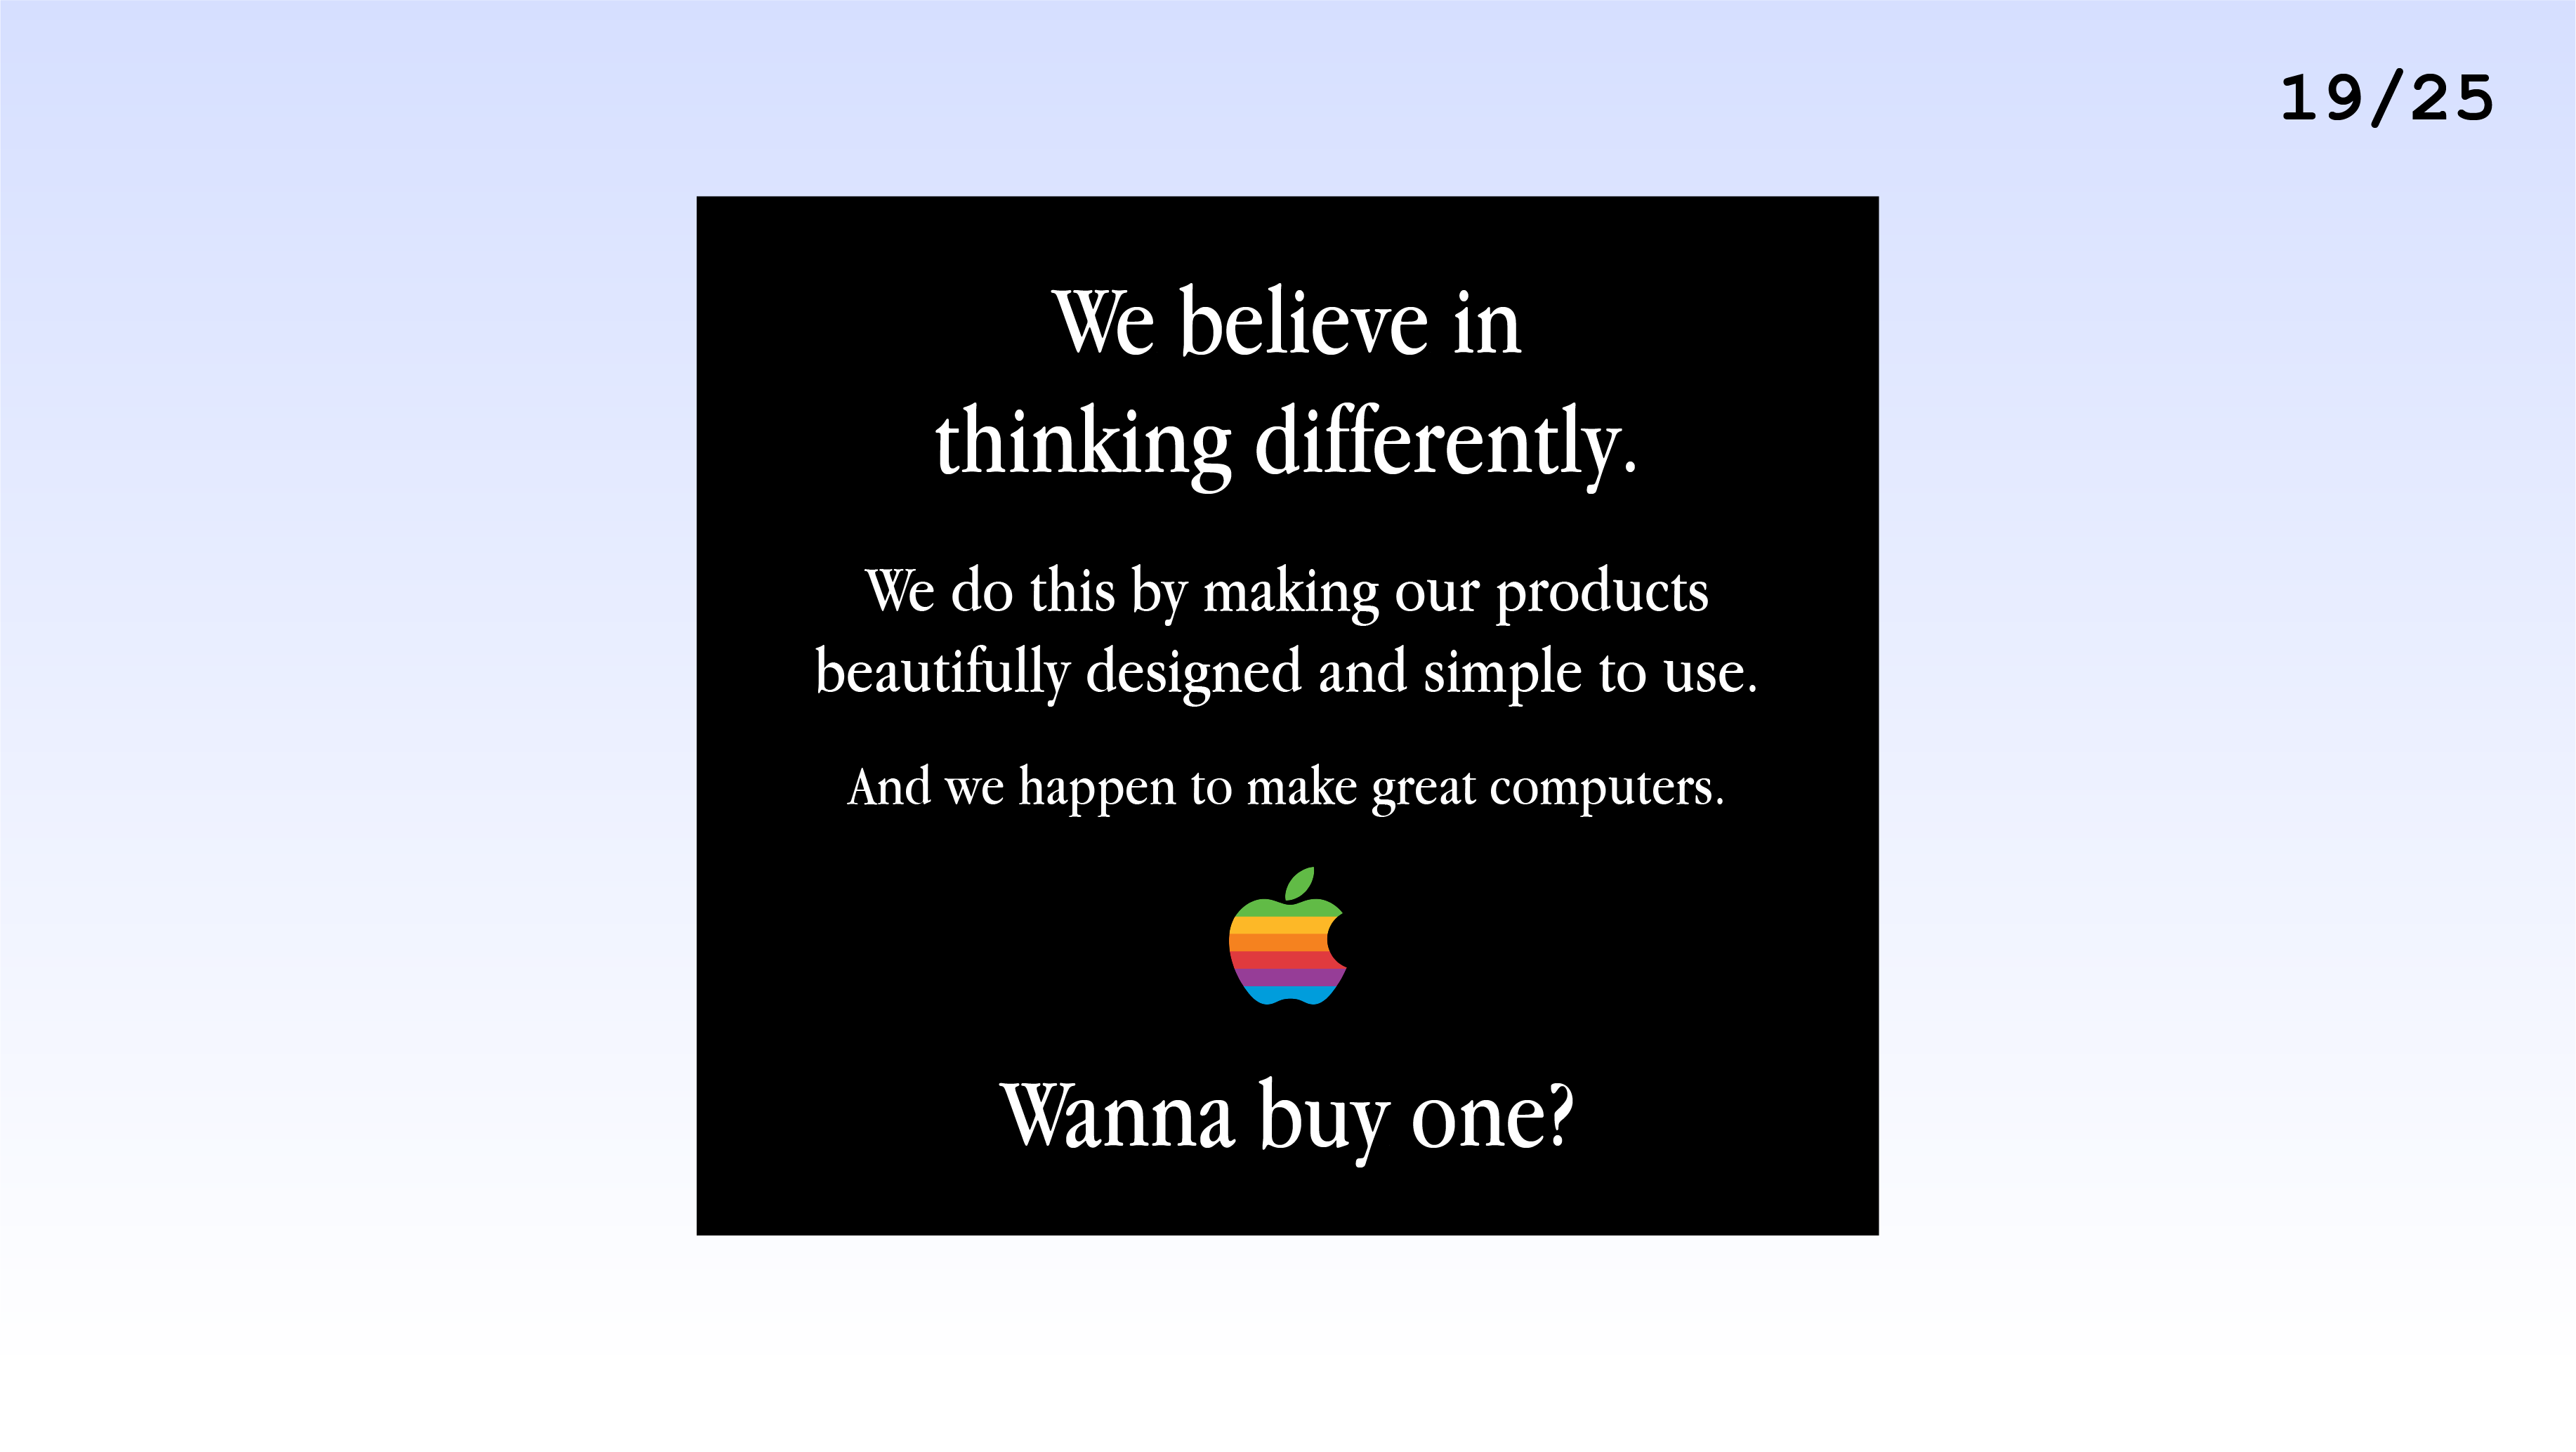 19/25
We believe in
thinking differently.
We do this by making our products
beautifully designed and simple to use.
And we happen to make great computers.
Wanna buy one?